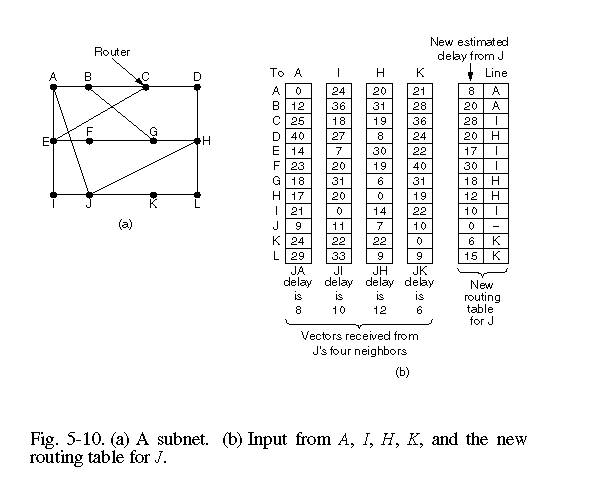 Router
A B C D
E F G H
I J K L
(a)
New estimated
delay from J
To A I H K Line
A 0 24 20 21 8 A
B 12 36 31 28 20 A
C 25 18 19 36 28 I
D 40 27 8 24 20 H
E 14 7 30 22 17 I
F 23 20 19 40 30 I
G 18 31 6 31 18 H
H 17 20 0 19 12 H
I 21 0 14 22 10 I
J 9 11 7 10 0 –
K 24 22 22 0 6 K
L 29 33 9 9 15 K
JA delay is 8
JI delay is 10
JH delay is 12
JK delay is 6
New
routing
table
for J
Vectors received from
J's four neighbors
(b)
Fig. 5-10. (a) A subnet. (b) Input from A, I, H, K, and the new
routing table for J.